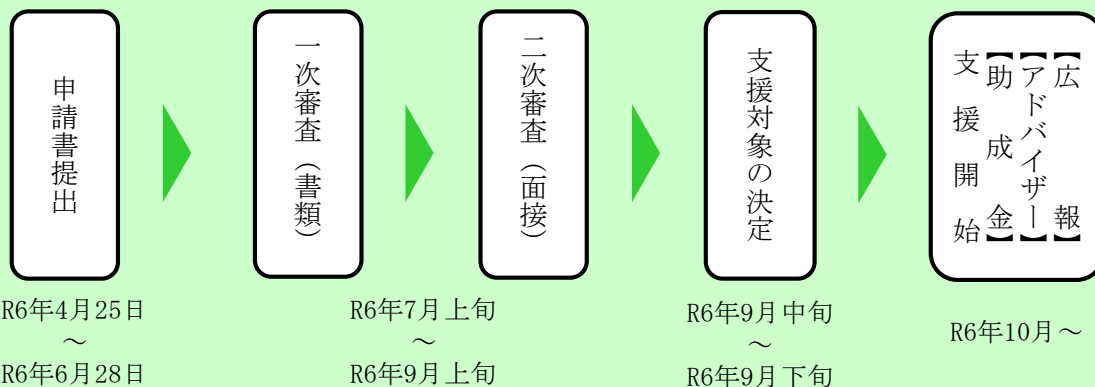 申請書提出
一次審査（書類）
二次審査（面接）
支援対象の決定
支援開始
【助成金】
【アドバイザー】
【広報】
R6年4月25日
～
R6年6月28日
R6年7月上旬
～
R6年9月上旬
R6年9月中旬
～
R6年9月下旬
R6年10月～